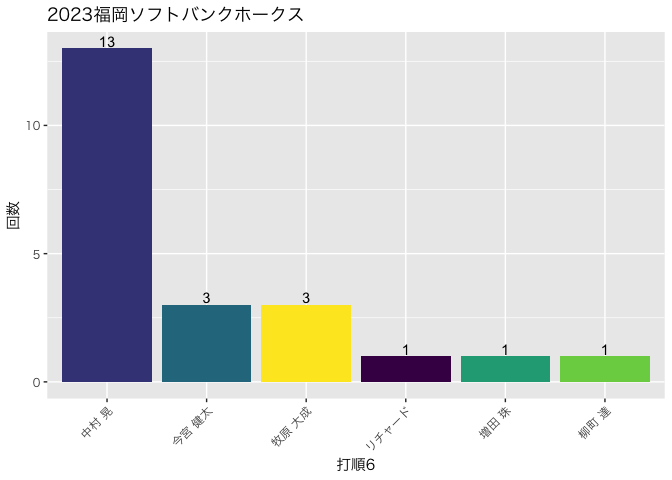 2023福岡ソフトバンクホークス
13
3
3
1
1
1
10
5
0
回数
中村 晃
今宮 健太
牧原 大成
リチャード
増田 珠
柳町 達
打順6